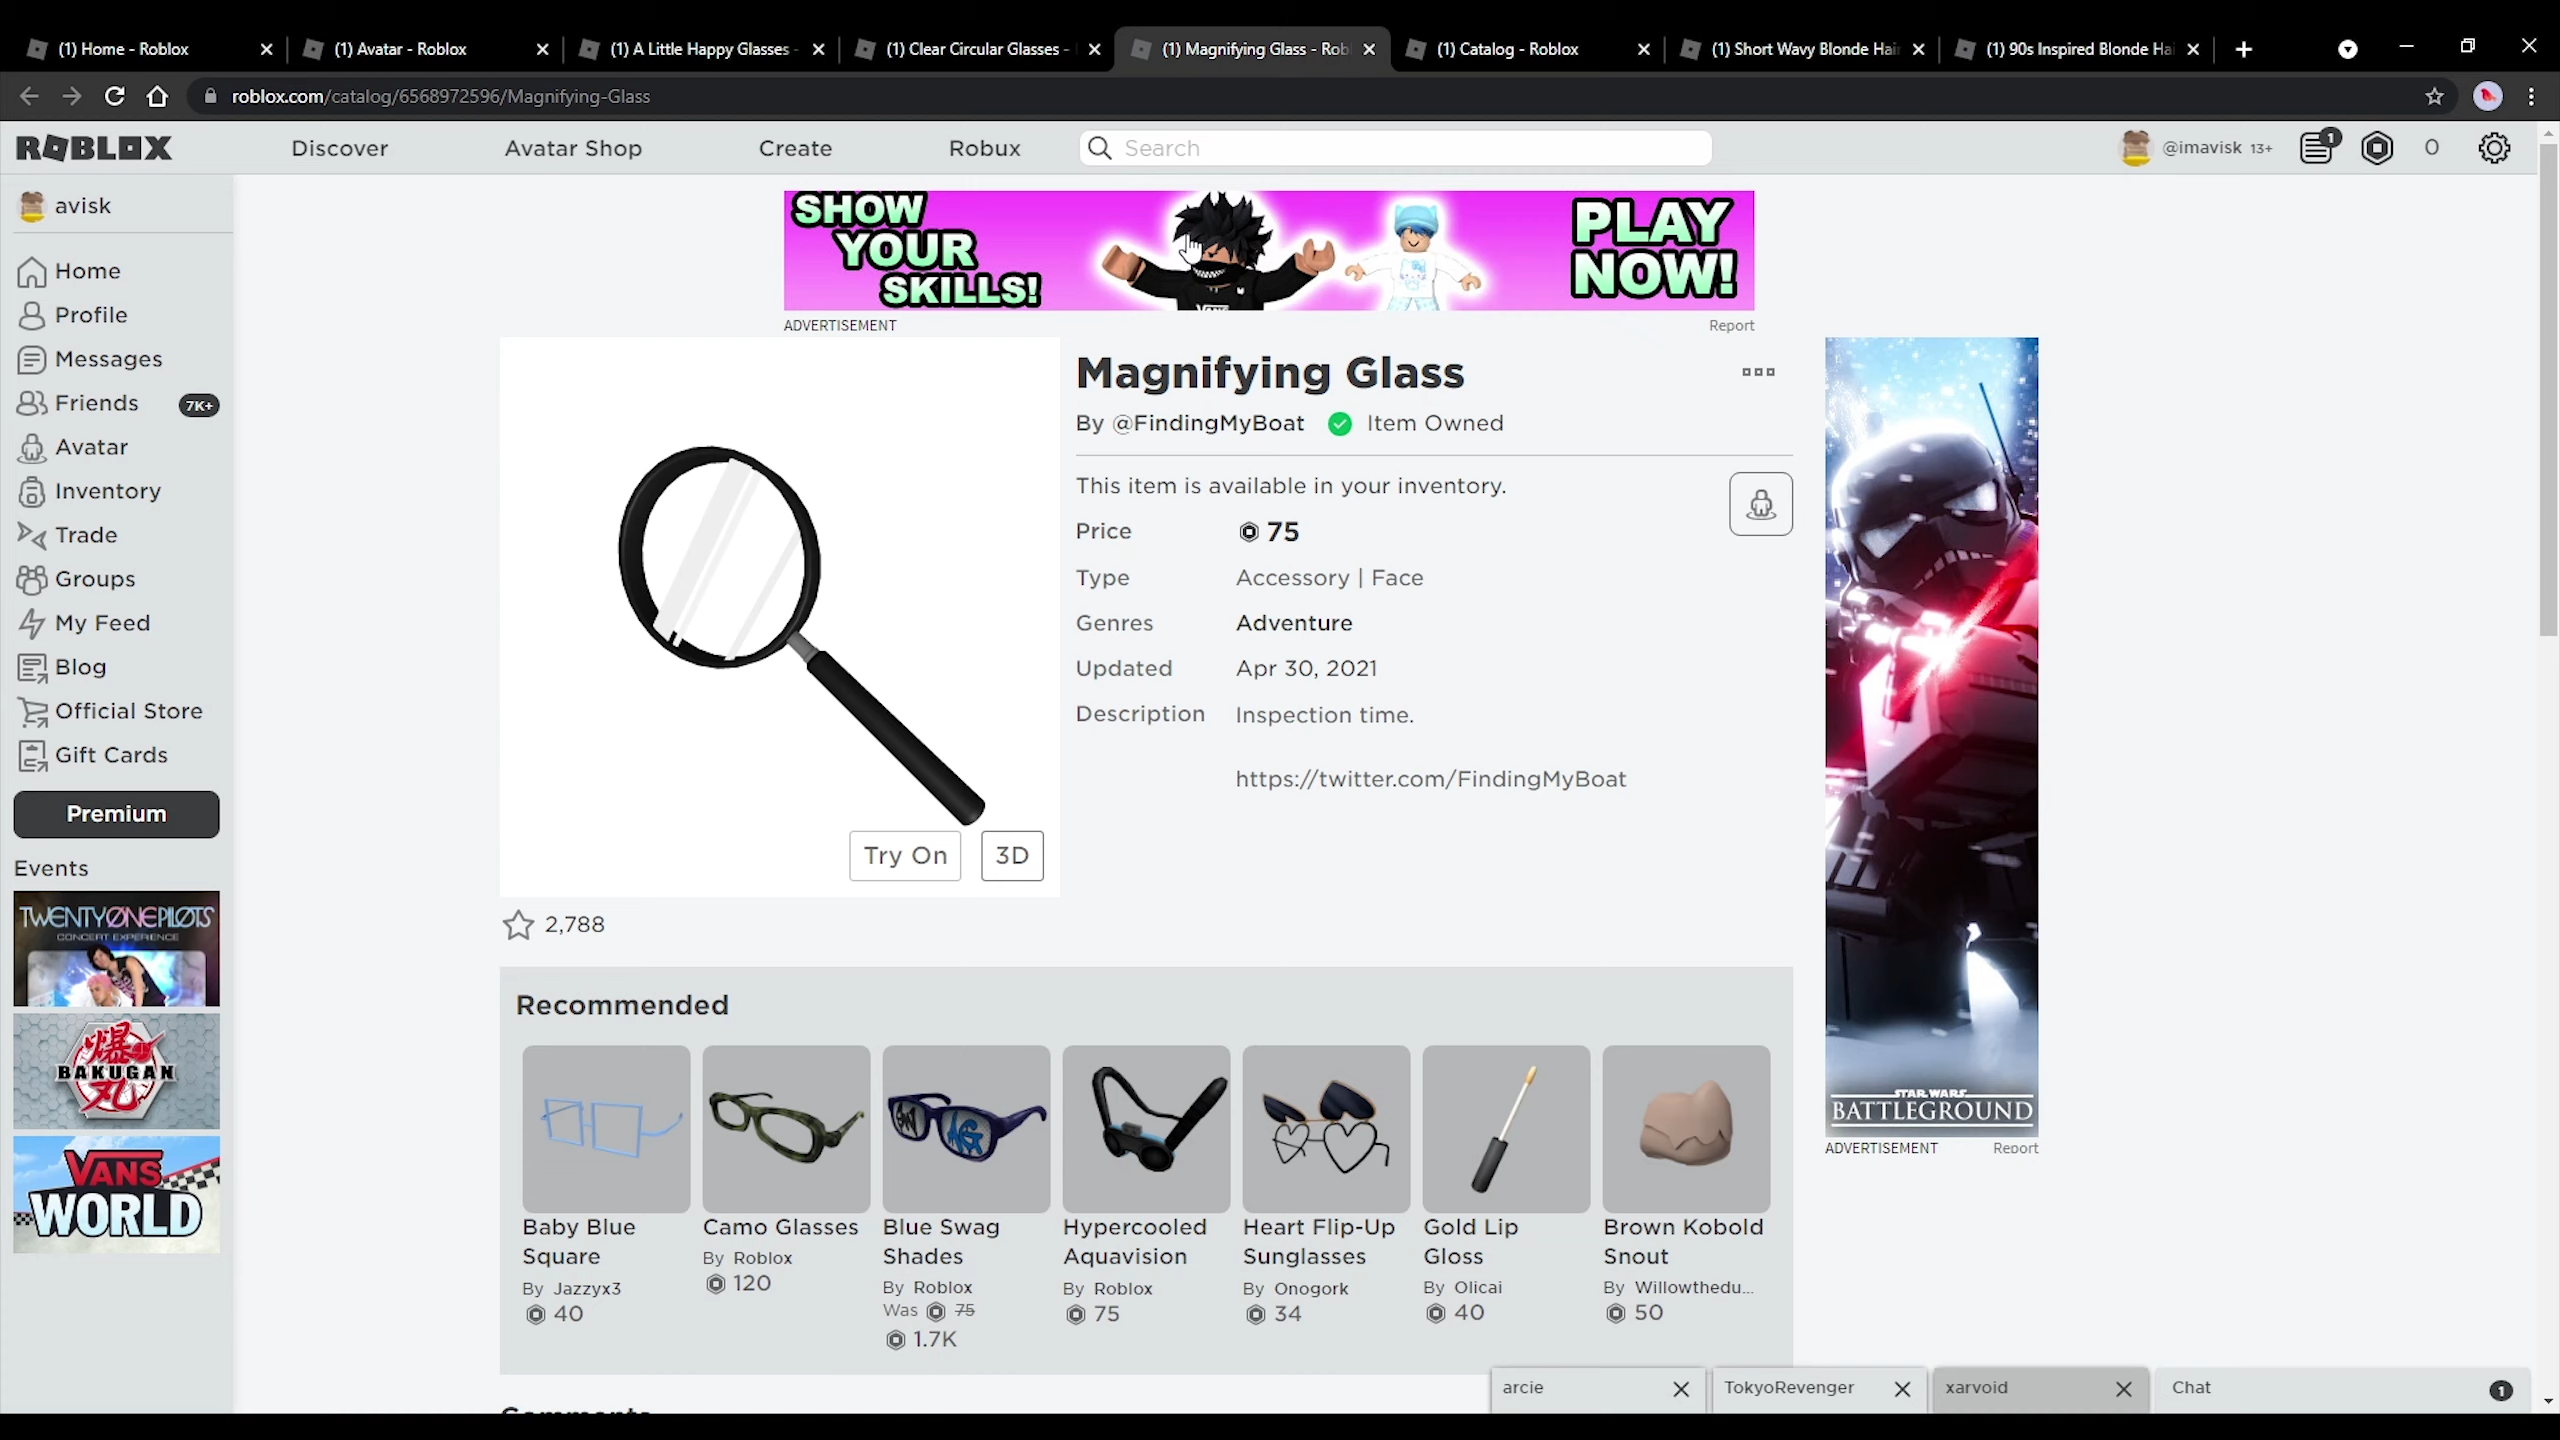 (1) Home - Roblox
(1) Avatar - Roblox
(1) A Little Happy Glasses -
(1) Clear Circular Glasses -
(1) Magnifying Glass - Rob
(1) Catalog - Roblox
(1) Short Wavy Blonde Hai
(1) 90s Inspired Blonde Ha
roblox.com/catalog/6568972596/Magnifying-Glass
ROBLOX
Discover
Avatar Shop
Create
Robux
Search
@imavisk 13+
1
0
avisk
Home
Profile
Messages
Friends
7K+
Avatar
Inventory
Trade
Groups
My Feed
Blog
Official Store
Gift Cards
Premium
Events
TWENTY ØNE PILØTS
CONCERT EXPERIENCE
爆
BAKUGAN
丸
VANS
WORLD
SHOW
YOUR
SKILLS!
PLAY
NOW!
ADVERTISEMENT
Report
Magnifying Glass
By @FindingMyBoat
Item Owned
This item is available in your inventory.
Price
75
Type
Accessory | Face
Genres
Adventure
Updated
Apr 30, 2021
Description
Inspection time.
https://twitter.com/FindingMyBoat
Try On
3D
2,788
STAR WARS
BATTLEGROUND
ADVERTISEMENT
Report
Recommended
Baby Blue
Square
By Jazzyx3
40
Camo Glasses
By Roblox
120
Blue Swag
Shades
By Roblox
Was 75
1.7K
Hypercooled
Aquavision
By Roblox
75
Heart Flip-Up
Sunglasses
By Onogork
34
Gold Lip
Gloss
By Olicai
40
Brown Kobold
Snout
By Willowthedu...
50
Comments
arcie
TokyoRevenger
xarvoid
Chat
1